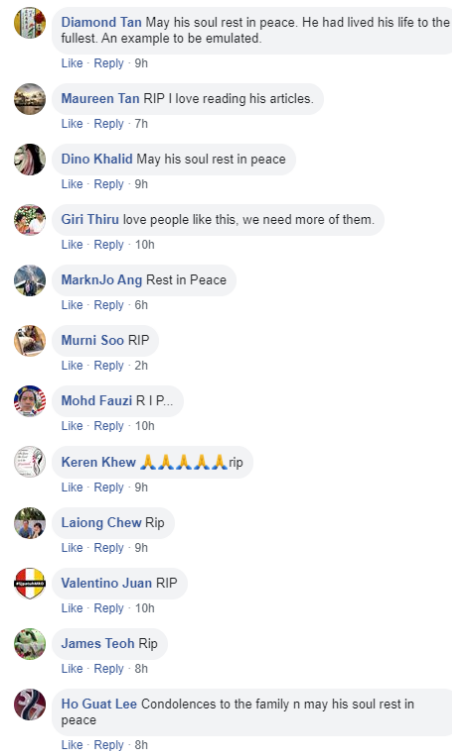 Diamond Tan May his soul rest in peace. He had lived his life to the
fullest. An example to be emulated.
Like · Reply · 9h
Maureen Tan RIP I love reading his articles.
Like · Reply · 7h
Dino Khalid May his soul rest in peace
Like · Reply · 9h
Giri Thiru love people like this, we need more of them.
Like · Reply · 10h
MarknJo Ang Rest in Peace
Like · Reply · 6h
Murni Soo RIP
Like · Reply · 2h
Mohd Fauzi R I P...
Like · Reply · 10h
Keren Khew 🙏🙏🙏🙏🙏rip
Like · Reply · 9h
Laiong Chew Rip
Like · Reply · 9h
Valentino Juan RIP
Like · Reply · 10h
James Teoh Rip
Like · Reply · 8h
Ho Guat Lee Condolences to the family n may his soul rest in
peace
Like · Reply · 8h